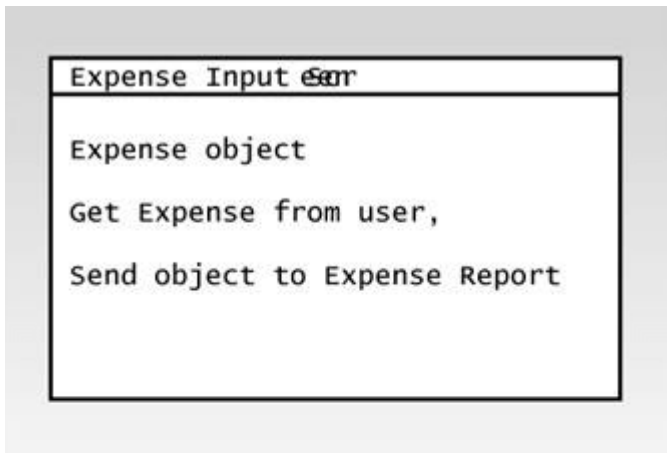 Expense Input
Expense object
Get Expense from user,
Send object to Expense Report